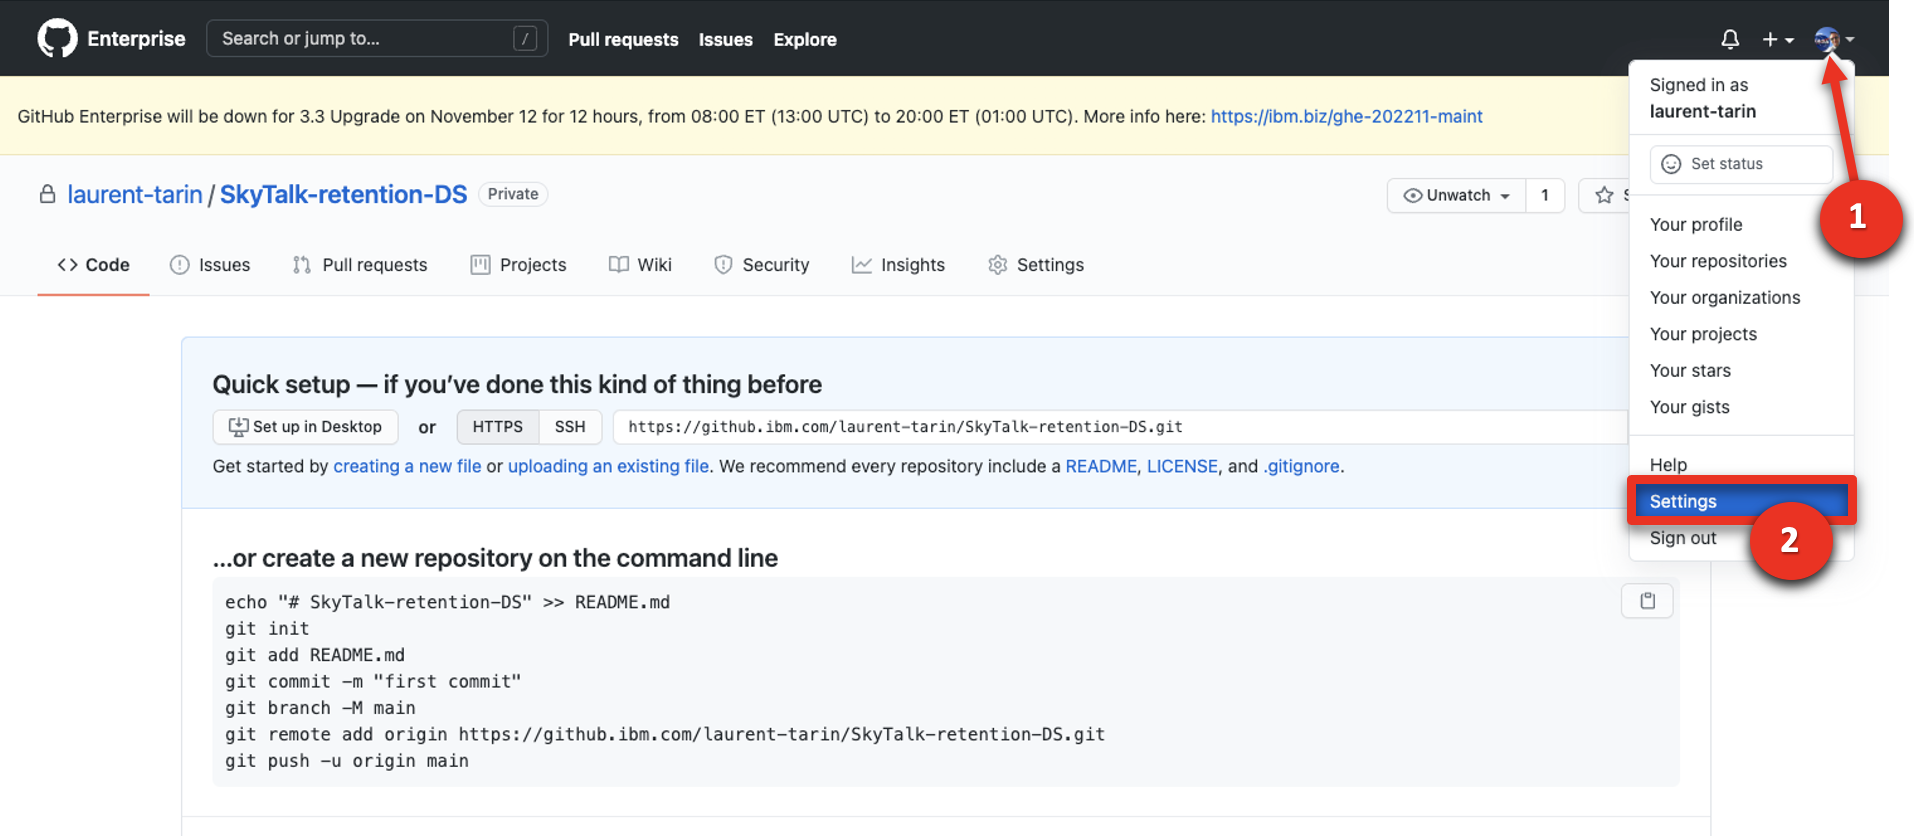 Enterprise
Search or jump to...
/
Pull requests
Issues
Explore
GitHub Enterprise will be down for 3.3 Upgrade on November 12 for 12 hours, from 08:00 ET (13:00 UTC) to 20:00 ET (01:00 UTC). More info here: https://ibm.biz/ghe-202211-maint
laurent-tarin / SkyTalk-retention-DS
Private
Unwatch
1
Code
Issues
Pull requests
Projects
Wiki
Security
Insights
Settings
Signed in as
laurent-tarin
Set status
Your profile
Your repositories
Your organizations
Your projects
Your stars
Your gists
Help
Settings
Sign out
1
2
Quick setup — if you’ve done this kind of thing before
Set up in Desktop
or
HTTPS
SSH
https://github.ibm.com/laurent-tarin/SkyTalk-retention-DS.git
Get started by creating a new file or uploading an existing file. We recommend every repository include a README, LICENSE, and .gitignore.
...or create a new repository on the command line
echo "# SkyTalk-retention-DS" >> README.md
git init
git add README.md
git commit -m "first commit"
git branch -M main
git remote add origin https://github.ibm.com/laurent-tarin/SkyTalk-retention-DS.git
git push -u origin main